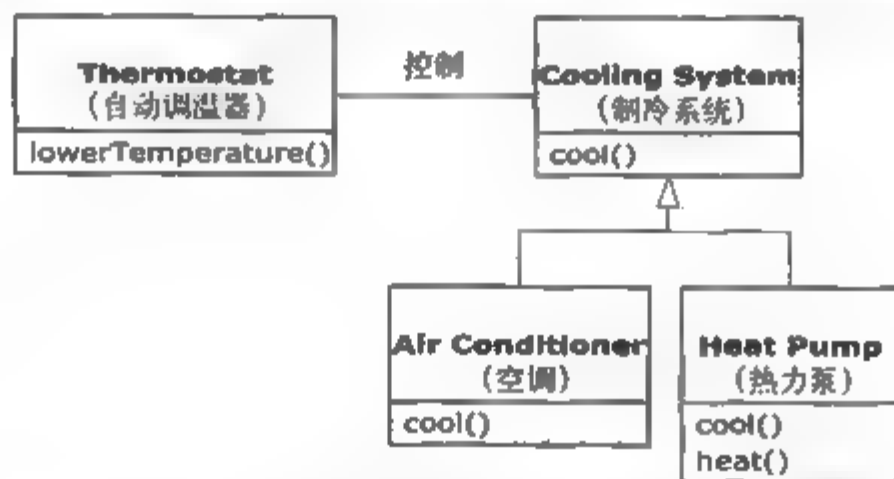 Thermostat
(自动调温器)
lowerTemperature()
控制
Cooling System
(制冷系统)
cool()
Air Conditioner
(空调)
cool()
Heat Pump
(热力泵)
cool()
heat()